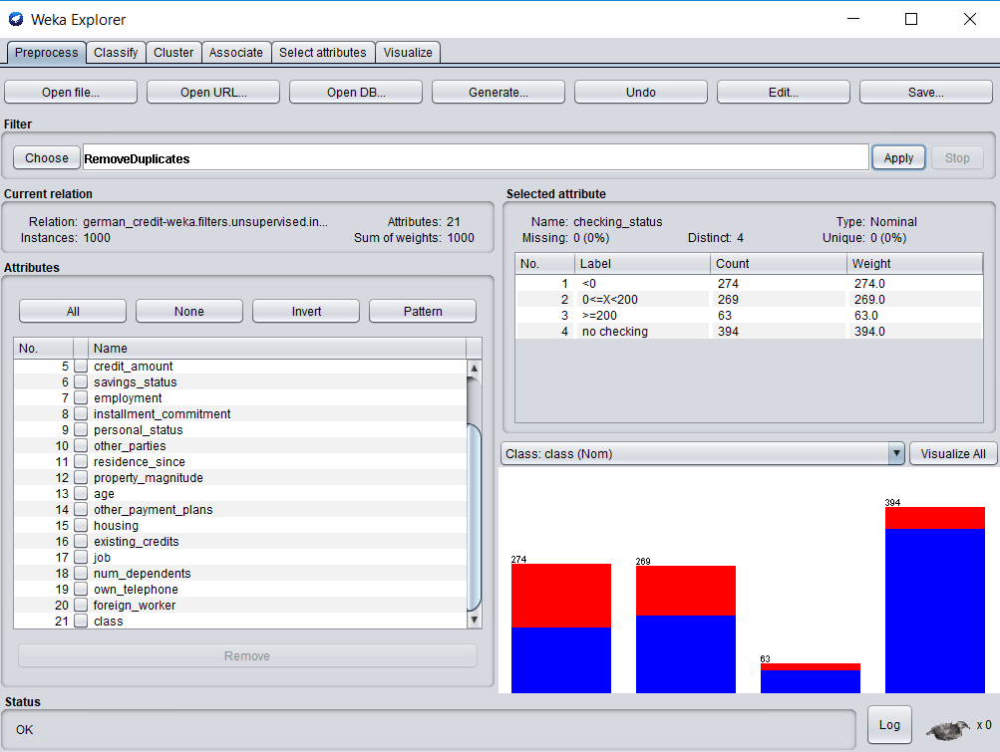 Weka Explorer
Preprocess Classify Cluster Associate Select attributes Visualize
Open file... Open URL... Open DB... Generate... Undo Edit... Save...
Filter
Choose RemoveDuplicates Apply Stop
Current relation
Relation: german_credit-weka.filters.unsupervised.in... Attributes: 21
Instances: 1000 Sum of weights: 1000
Attributes
All None Invert Pattern
No. Name
5 credit_amount
6 savings_status
7 employment
8 installment_commitment
9 personal_status
10 other_parties
11 residence_since
12 property_magnitude
13 age
14 other_payment_plans
15 housing
16 existing_credits
17 job
18 num_dependents
19 own_telephone
20 foreign_worker
21 class
Remove
Selected attribute
Name: checking_status Type: Nominal
Missing: 0 (0%) Distinct: 4 Unique: 0 (0%)
No. Label Count Weight
1 <0 274 274.0
2 0<=X<200 269 269.0
3 >=200 63 63.0
4 no checking 394 394.0
Class: class (Nom) Visualize All
274 269 63 394
Status
OK Log x 0